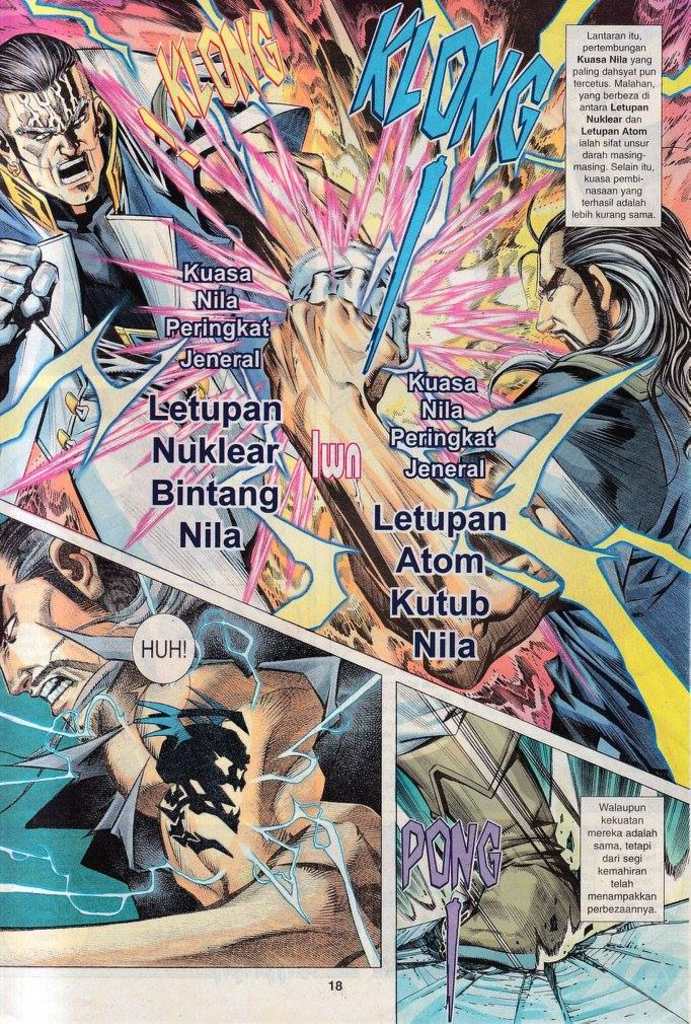 KLONG
!
KLONG
!
Lantaran itu,
pertembungan
Kuasa Nila yang
paling dahsyat pun
tercetus. Malahan,
yang berbeza di
antara Letupan
Nuklear dan
Letupan Atom
ialah sifat unsur
darah masing-
masing. Selain itu,
kuasa pembi-
nasaan yang
terhasil adalah
lebih kurang sama.
Kuasa
Nila
Peringkat
Jeneral
Letupan
Nuklear
Bintang
Nila
lwn
Kuasa
Nila
Peringkat
Jeneral
Letupan
Atom
Kutub
Nila
HUH!
PONG
!
Walaupun
kekuatan
mereka adalah
sama, tetapi
dari segi
kemahiran
telah
menampakkan
perbezaannya.
18